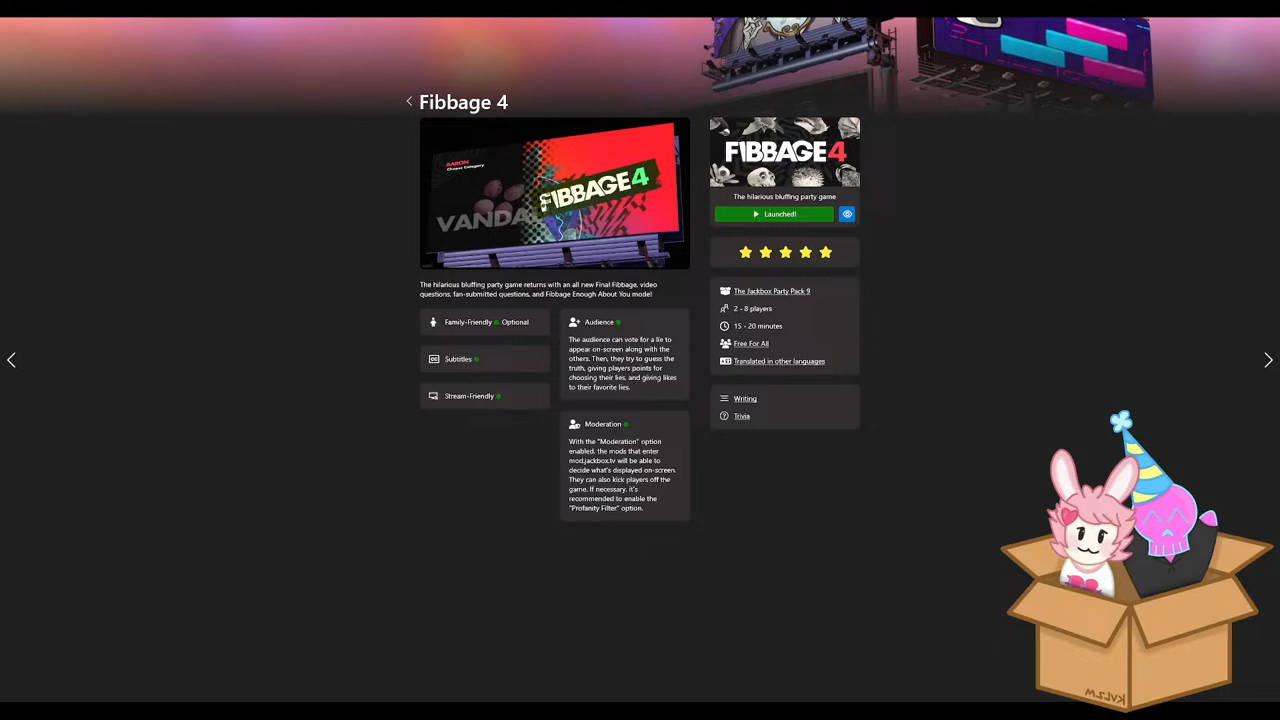 Fibbage 4
AARON
Choose Category
VANDA
FIBBAGE 4
The hilarious bluffing party game returns with an all new Final Fibbage, video
questions, fan-submitted questions, and Fibbage Enough About You mode!
Family-Friendly Optional
Subtitles
Stream-Friendly
Audience
The audience can vote for a lie to
appear on-screen along with the
others. Then, they try to guess the
truth, giving players points for
choosing their lies, and giving likes
to their favorite lies.
Moderation
With the "Moderation" option
enabled, the mods that enter
mod.jackbox.tv will be able to
decide what's displayed on-screen.
They can also kick players off the
game. If necessary, it's
recommended to enable the
"Profanity Filter" option.
FIBBAGE 4
The hilarious bluffing party game
Launched!
The Jackbox Party Pack 9
2 - 8 players
15 - 20 minutes
Free For All
Translated in other languages
Writing
Trivia
KVLZM